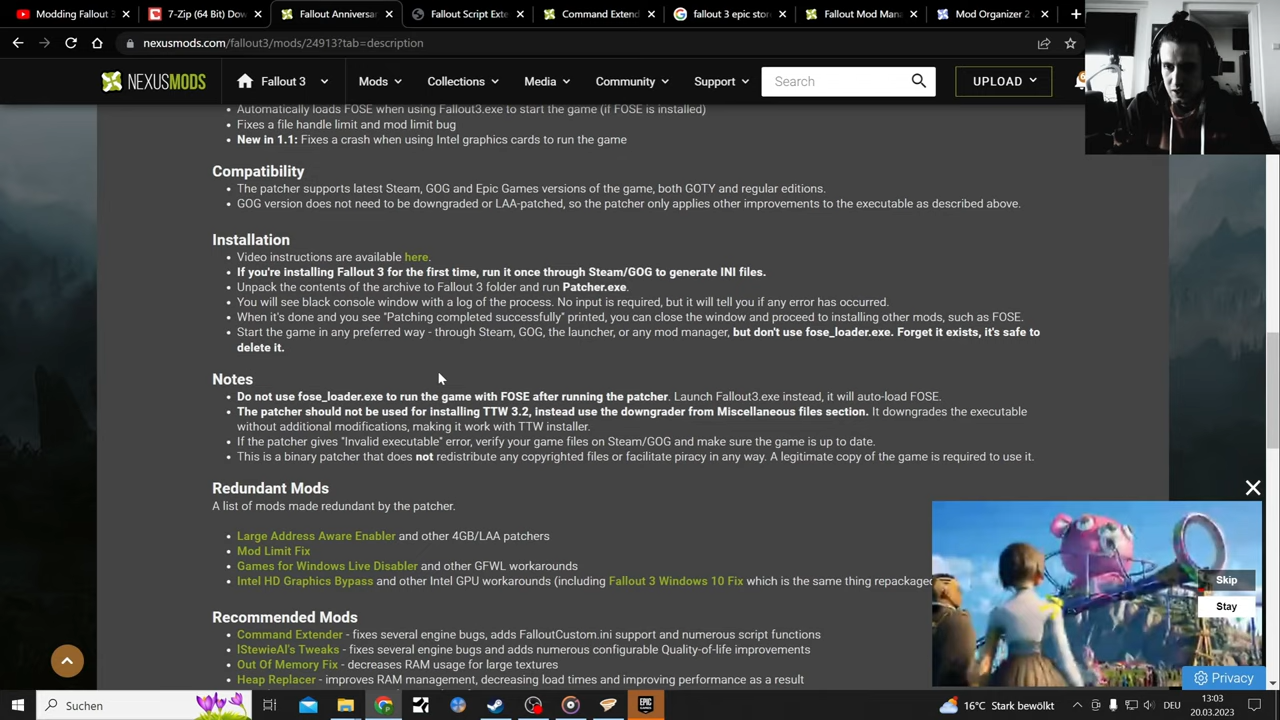 Modding Fallout 3
7-Zip (64 Bit) Dow
Fallout Anniversar
Fallout Script Exte
Command Extend
fallout 3 epic stor
Fallout Mod Man
Mod Organizer 2
nexusmods.com/fallout3/mods/24913?tab=description
NEXUSMODS
Fallout 3
Mods
Collections
Media
Community
Support
Search
UPLOAD
Automatically loads FOSE when using Fallout3.exe to start the game (if FOSE is installed)
Fixes a file handle limit and mod limit bug
New in 1.1: Fixes a crash when using Intel graphics cards to run the game
Compatibility
The patcher supports latest Steam, GOG and Epic Games versions of the game, both GOTY and regular editions.
GOG version does not need to be downgraded or LAA-patched, so the patcher only applies other improvements to the executable as described above.
Installation
Video instructions are available here.
If you're installing Fallout 3 for the first time, run it once through Steam/GOG to generate INI files.
Unpack the contents of the archive to Fallout 3 folder and run Patcher.exe.
You will see black console window with a log of the process. No input is required, but it will tell you if any error has occurred.
When it's done and you see "Patching completed successfully" printed, you can close the window and proceed to installing other mods, such as FOSE.
Start the game in any preferred way - through Steam, GOG, the launcher, or any mod manager, but don't use fose_loader.exe. Forget it exists, it's safe to
delete it.
Notes
Do not use fose_loader.exe to run the game with FOSE after running the patcher. Launch Fallout3.exe instead, it will auto-load FOSE.
The patcher should not be used for installing TTW 3.2, instead use the downgrader from Miscellaneous files section. It downgrades the executable
without additional modifications, making it work with TTW installer.
If the patcher gives "Invalid executable" error, verify your game files on Steam/GOG and make sure the game is up to date.
This is a binary patcher that does not redistribute any copyrighted files or facilitate piracy in any way. A legitimate copy of the game is required to use it.
Redundant Mods
A list of mods made redundant by the patcher.
Large Address Aware Enabler and other 4GB/LAA patchers
Mod Limit Fix
Games for Windows Live Disabler and other GFWL workarounds
Intel HD Graphics Bypass and other Intel GPU workarounds (including Fallout 3 Windows 10 Fix which is the same thing repackaged
Skip
Stay
Recommended Mods
Command Extender - fixes several engine bugs, adds FalloutCustom.ini support and numerous script functions
lStewieAl's Tweaks - fixes several engine bugs and adds numerous configurable Quality-of-life improvements
Out Of Memory Fix - decreases RAM usage for large textures
Heap Replacer - improves RAM management, decreasing load times and improving performance as a result
Privacy
Suchen
EPIC
16°C Stark bewölkt
DEU
13:03
20.03.2023